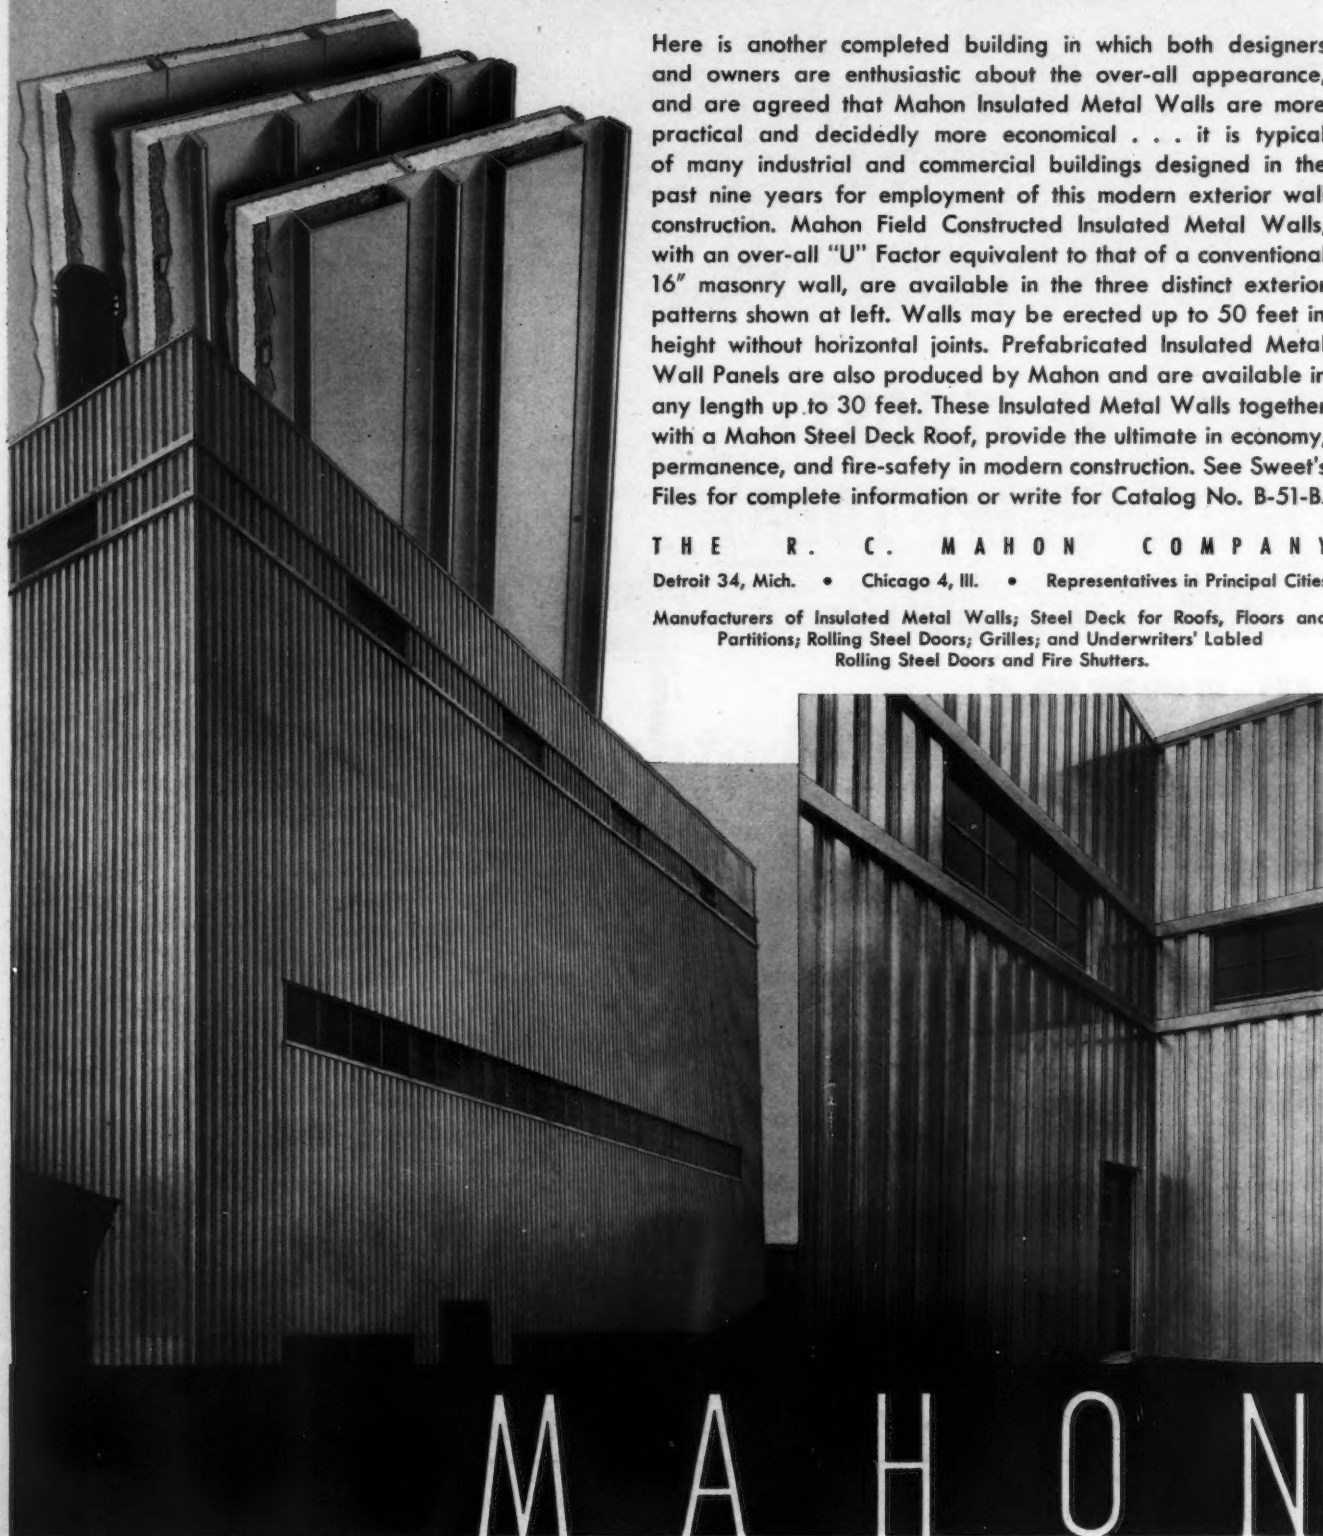 Here is another completed building in which both designers
and owners are enthusiastic about the over-all appearance,
and are agreed that Mahon Insulated Metal Walls are more
practical and decidedly more economical . . . it is typical
of many industrial and commercial buildings designed in the
past nine years for employment of this modern exterior wall
construction. Mahon Field Constructed Insulated Metal Walls,
with an over-all "U" Factor equivalent to that of a conventional
16" masonry wall, are available in the three distinct exterior
patterns shown at left. Walls may be erected up to 50 feet in
height without horizontal joints. Prefabricated Insulated Metal
Wall Panels are also produced by Mahon and are available in
any length up to 30 feet. These Insulated Metal Walls together
with a Mahon Steel Deck Roof, provide the ultimate in economy,
permanence, and fire-safety in modern construction. See Sweet's
Files for complete information or write for Catalog No. B-51-B.
THE R. C. MAHON COMPANY
Detroit 34, Mich. • Chicago 4, Ill. • Representatives in Principal Cities
Manufacturers of Insulated Metal Walls; Steel Deck for Roofs, Floors and
Partitions; Rolling Steel Doors; Grilles; and Underwriters' Labled
Rolling Steel Doors and Fire Shutters.
MAHON